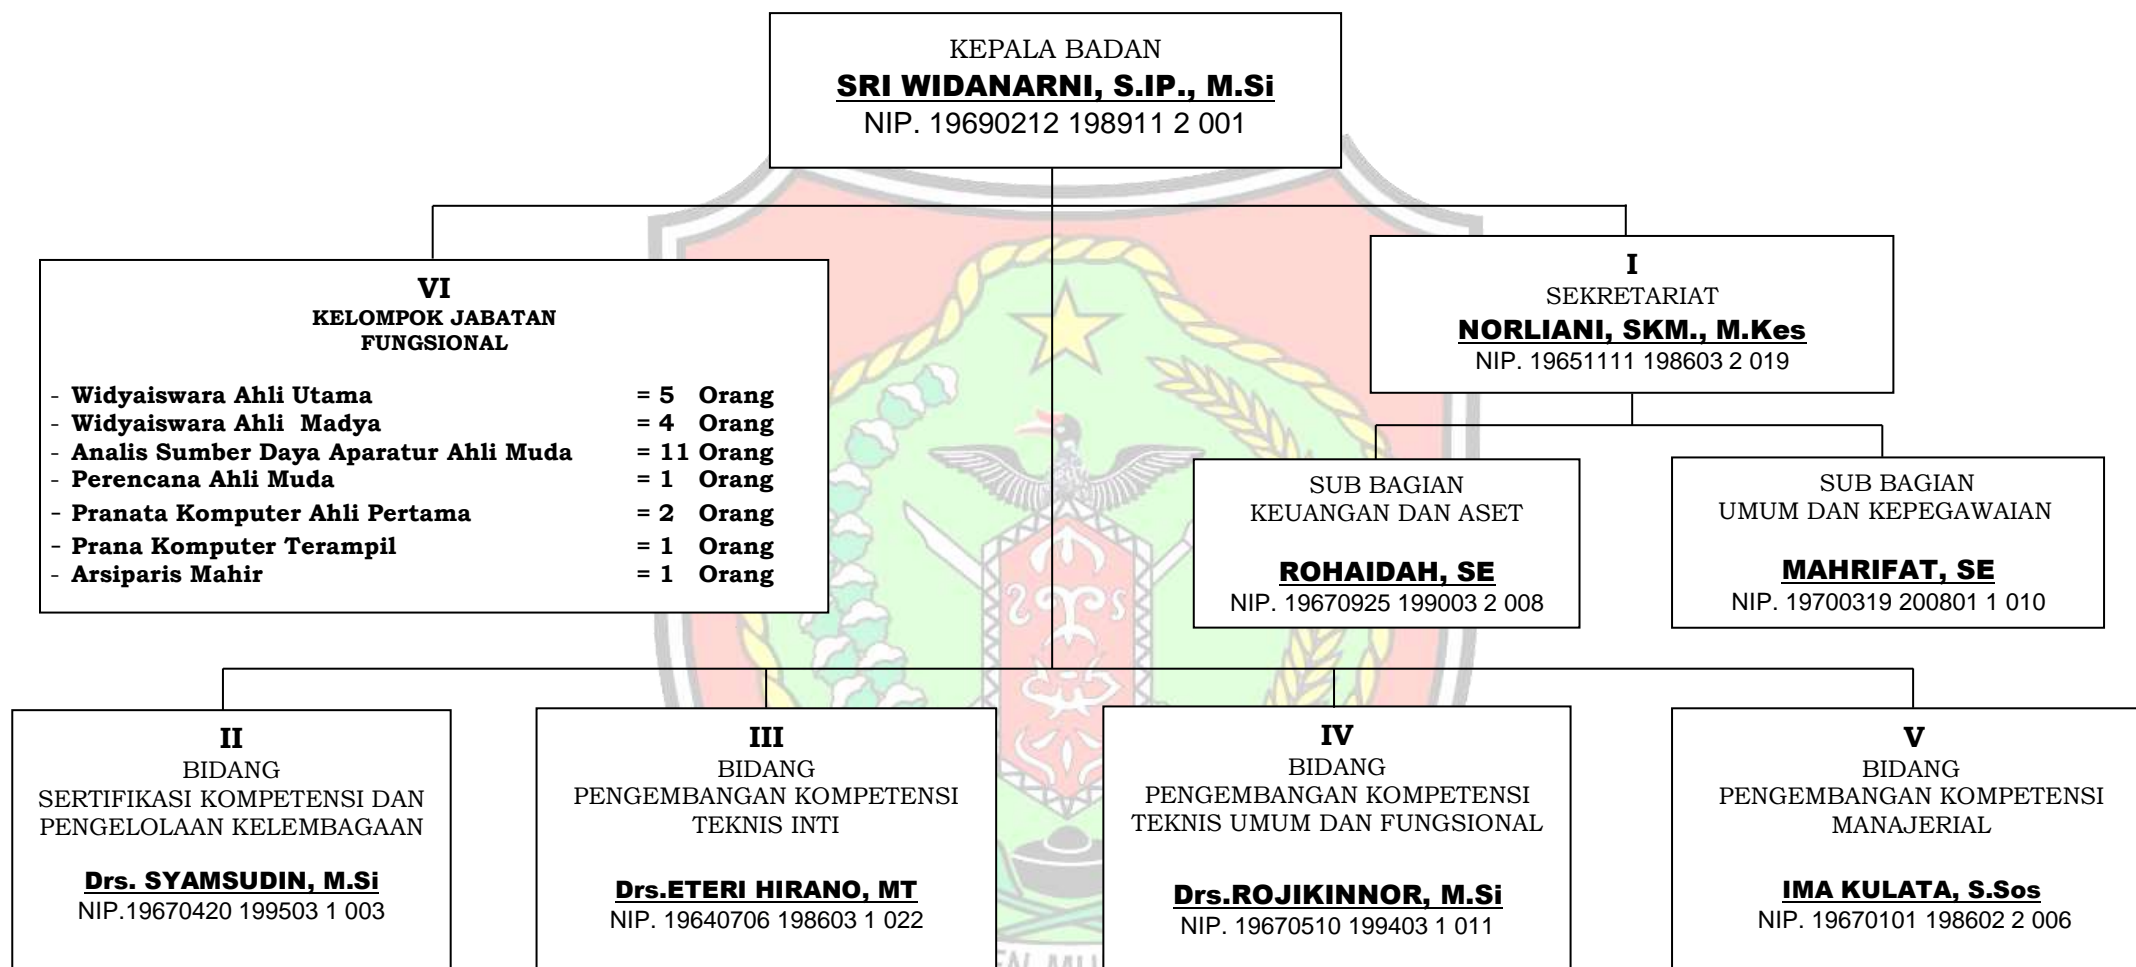 KEPALA BADAN
SRI WIDANARNI, S.IP., M.Si
NIP. 19690212 198911 2 001
VI
KELOMPOK JABATAN
FUNGSIONAL
- Widyaiswara Ahli Utama = 5 Orang
- Widyaiswara Ahli Madya = 4 Orang
- Analis Sumber Daya Aparatur Ahli Muda = 11 Orang
- Perencana Ahli Muda = 1 Orang
- Pranata Komputer Ahli Pertama = 2 Orang
- Prana Komputer Terampil = 1 Orang
- Arsiparis Mahir = 1 Orang
I
SEKRETARIAT
NORLIANI, SKM., M.Kes
NIP. 19651111 198603 2 019
SUB BAGIAN
KEUANGAN DAN ASET
ROHAIDAH, SE
NIP. 19670925 199003 2 008
SUB BAGIAN
UMUM DAN KEPEGAWAIAN
MAHRIFAT, SE
NIP. 19700319 200801 1 010
II
BIDANG
SERTIFIKASI KOMPETENSI DAN
PENGELOLAAN KELEMBAGAAN
Drs. SYAMSUDIN, M.Si
NIP.19670420 199503 1 003
III
BIDANG
PENGEMBANGAN KOMPETENSI
TEKNIS INTI
Drs.ETERI HIRANO, MT
NIP. 19640706 198603 1 022
IV
BIDANG
PENGEMBANGAN KOMPETENSI
TEKNIS UMUM DAN FUNGSIONAL
Drs.ROJIKINNOR, M.Si
NIP. 19670510 199403 1 011
V
BIDANG
PENGEMBANGAN KOMPETENSI
MANAJERIAL
IMA KULATA, S.Sos
NIP. 19670101 198602 2 006